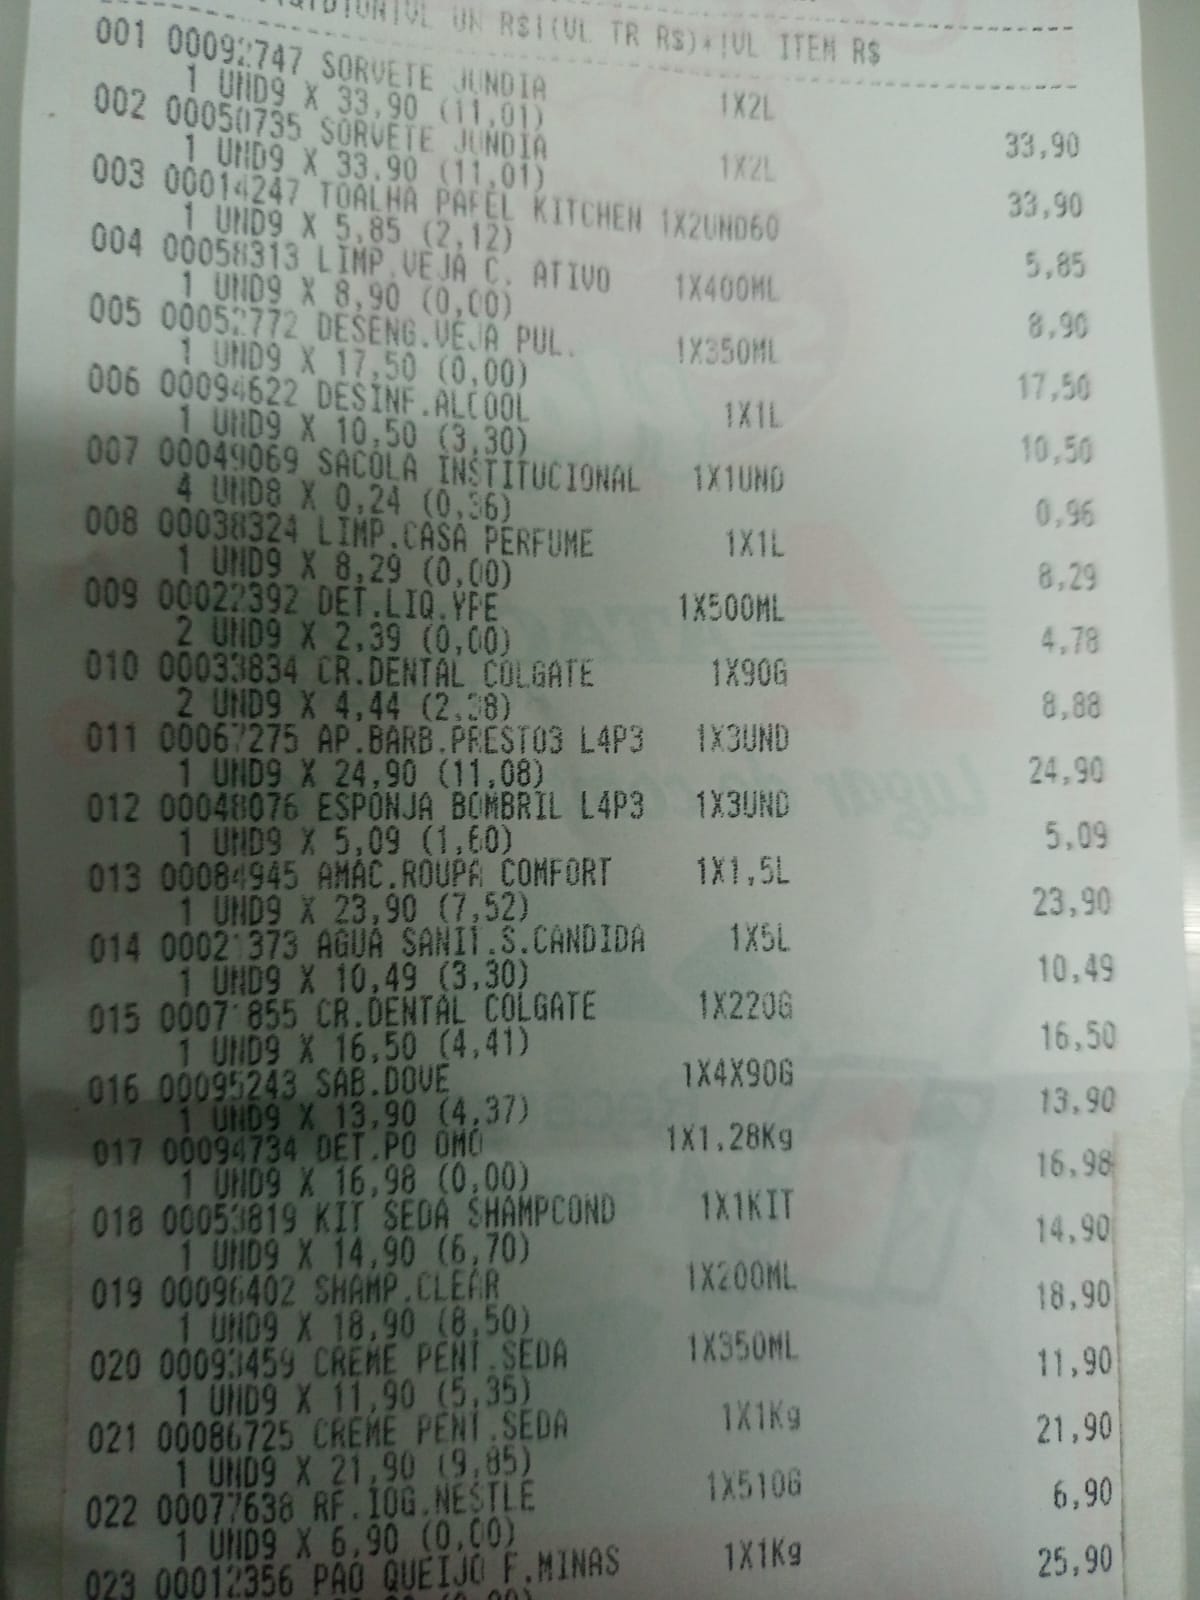 VL UN R$|(VL TR R$)*|VL ITEM R$
001 00092747 SORVETE JUNDIA 1X2L
1 UND9 X 33,90 (11,01) 33,90
002 00050735 SORVETE JUNDIA 1X2L
1 UND9 X 33,90 (11,01) 33,90
003 00014247 TOALHA PAPEL KITCHEN 1X2UND60
1 UND9 X 5,85 (2,12) 5,85
004 00058313 LIMP.VEJA C. ATIVO 1X400ML
1 UND9 X 8,90 (0,00) 8,90
005 00052772 DESENG.VEJA PUL. 1X350ML
1 UND9 X 17,50 (0,00) 17,50
006 00094622 DESINF.ALCOOL 1X1L
1 UND9 X 10,50 (3,30) 10,50
007 00049069 SACOLA INSTITUCIONAL 1X1UND
4 UND8 X 0,24 (0,36) 0,96
008 00038324 LIMP.CASA PERFUME 1X1L
1 UND9 X 8,29 (0,00) 8,29
009 00022392 DET.LIQ.YPE 1X500ML
2 UND9 X 2,39 (0,00) 4,78
010 00033834 CR.DENTAL COLGATE 1X90G
2 UND9 X 4,44 (2,38) 8,88
011 00067275 AP.BARB.PRESTO3 L4P3 1X3UND
1 UND9 X 24,90 (11,08) 24,90
012 00048076 ESPONJA BOMBRIL L4P3 1X3UND
1 UND9 X 5,09 (1,60) 5,09
013 00084945 AMAC.ROUPA COMFORT 1X1,5L
1 UND9 X 23,90 (7,52) 23,90
014 00021373 AGUA SANIT.S.CANDIDA 1X5L
1 UND9 X 10,49 (3,30) 10,49
015 00071855 CR.DENTAL COLGATE 1X220G
1 UND9 X 16,50 (4,41) 16,50
016 00095243 SAB.DOVE 1X4X90G
1 UND9 X 13,90 (4,37) 13,90
017 00094734 DET.PO OMO 1X1,28Kg
1 UND9 X 16,98 (0,00) 16,98
018 00053819 KIT SEDA SHAMPCOND 1X1KIT
1 UND9 X 14,90 (6,70) 14,90
019 00096402 SHAMP.CLEAR 1X200ML
1 UND9 X 18,90 (8,50) 18,90
020 00093459 CREME PENT.SEDA 1X350ML
1 UND9 X 11,90 (5,35) 11,90
021 00086725 CREME PENT.SEDA 1X1Kg
1 UND9 X 21,90 (9,85) 21,90
022 00077638 RF.IOG.NESTLE 1X510G
1 UND9 X 6,90 (0,00) 6,90
023 00012356 PAO QUEIJO F.MINAS 1X1Kg
25,90